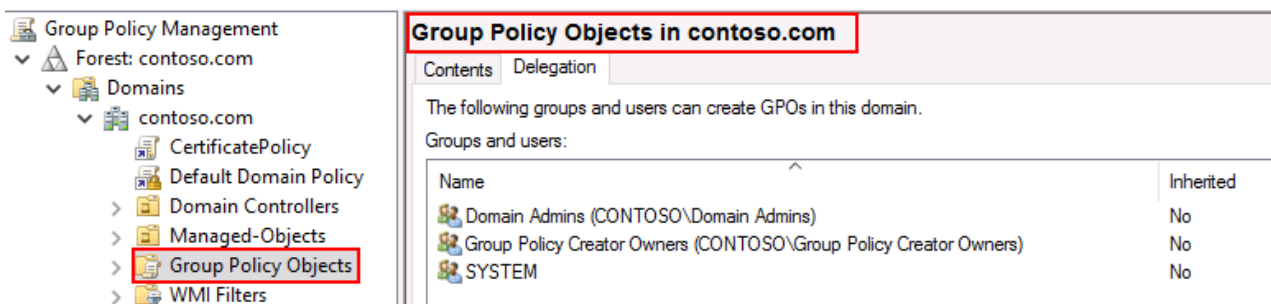 Group Policy Management
Forest: contoso.com
Domains
contoso.com
CertificatePolicy
Default Domain Policy
Domain Controllers
Managed-Objects
Group Policy Objects
WMI Filters
Group Policy Objects in contoso.com
Contents Delegation
The following groups and users can create GPOs in this domain.
Groups and users:
Name Inherited
Domain Admins (CONTOSO\Domain Admins) No
Group Policy Creator Owners (CONTOSO\Group Policy Creator Owners) No
SYSTEM No